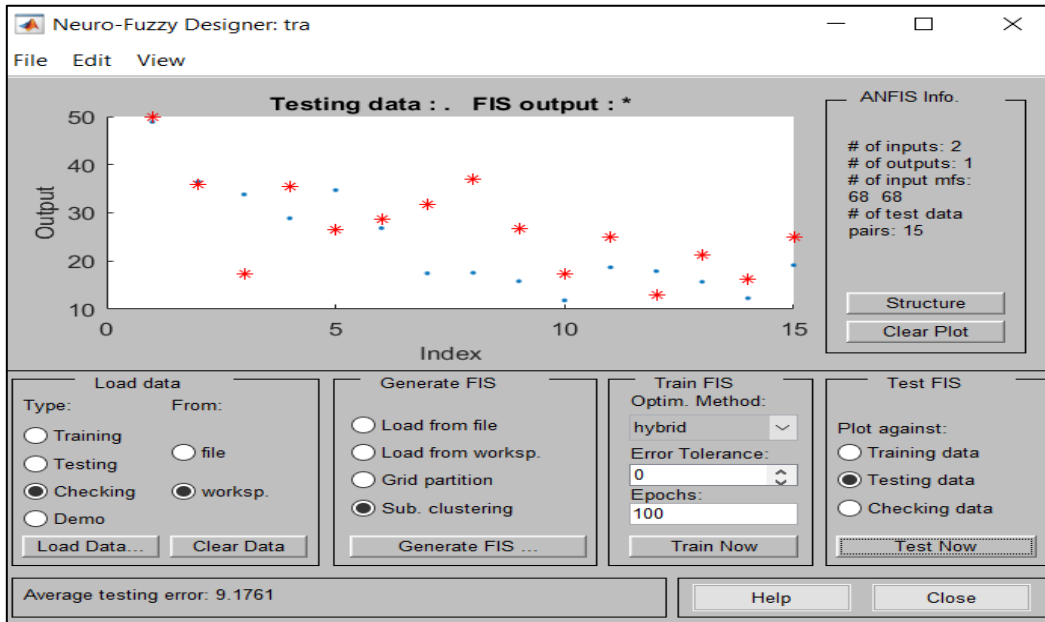 Neuro-Fuzzy Designer: tra
File Edit View
Testing data : . FIS output : *
50
40
30
20
10
Output
0 5 10 15
Index
ANFIS Info.
# of inputs: 2
# of outputs: 1
# of input mfs:
68 68
# of test data
pairs: 15
Structure
Clear Plot
Load data
Type: From:
Training
Testing
Checking
Demo
file
worksp.
Load Data... Clear Data
Generate FIS
Load from file
Load from worksp.
Grid partition
Sub. clustering
Generate FIS ...
Train FIS
Optim. Method:
hybrid
Error Tolerance:
0
Epochs:
100
Train Now
Test FIS
Plot against:
Training data
Testing data
Checking data
Test Now
Average testing error: 9.1761
Help Close